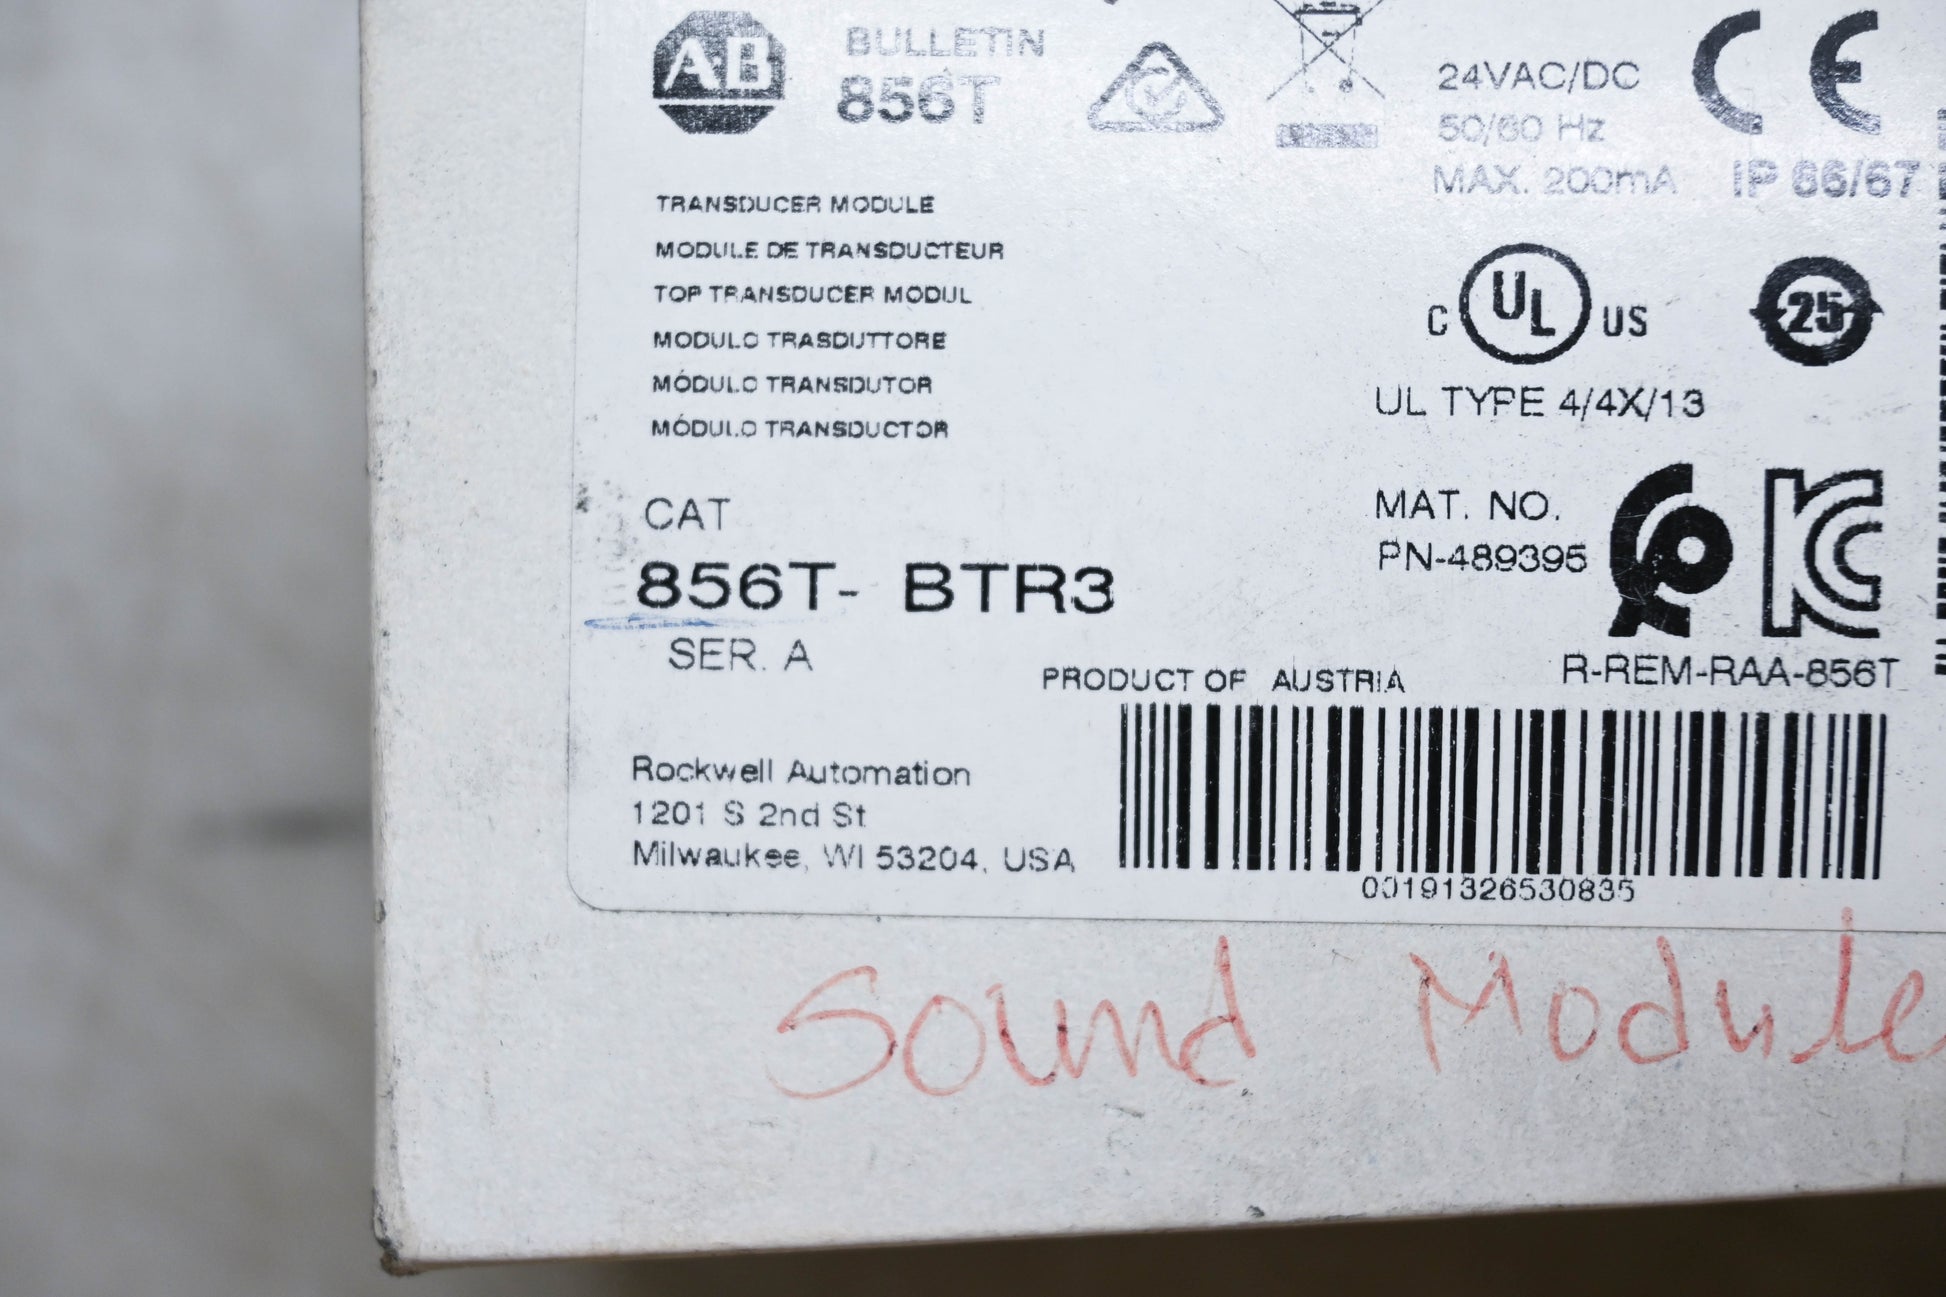 AB
BULLETIN
856T
24VAC/DC
50/60 Hz
MAX. 200mA
IP 66/67
CE
TRANSDUCER MODULE
MODULE DE TRANSDUCTEUR
TOP TRANSDUCER MODUL
MODULO TRASDUTTORE
MÓDULO TRANSDUTOR
MÓDULO TRANSDUCTOR
C UL US
25
UL TYPE 4/4X/13
CAT
856T- BTR3
SER. A
MAT. NO.
PN-489395
KC
R-REM-RAA-856T
PRODUCT OF AUSTRIA
Rockwell Automation
1201 S 2nd St
Milwaukee, WI 53204, USA
00191326530835
Sound Module